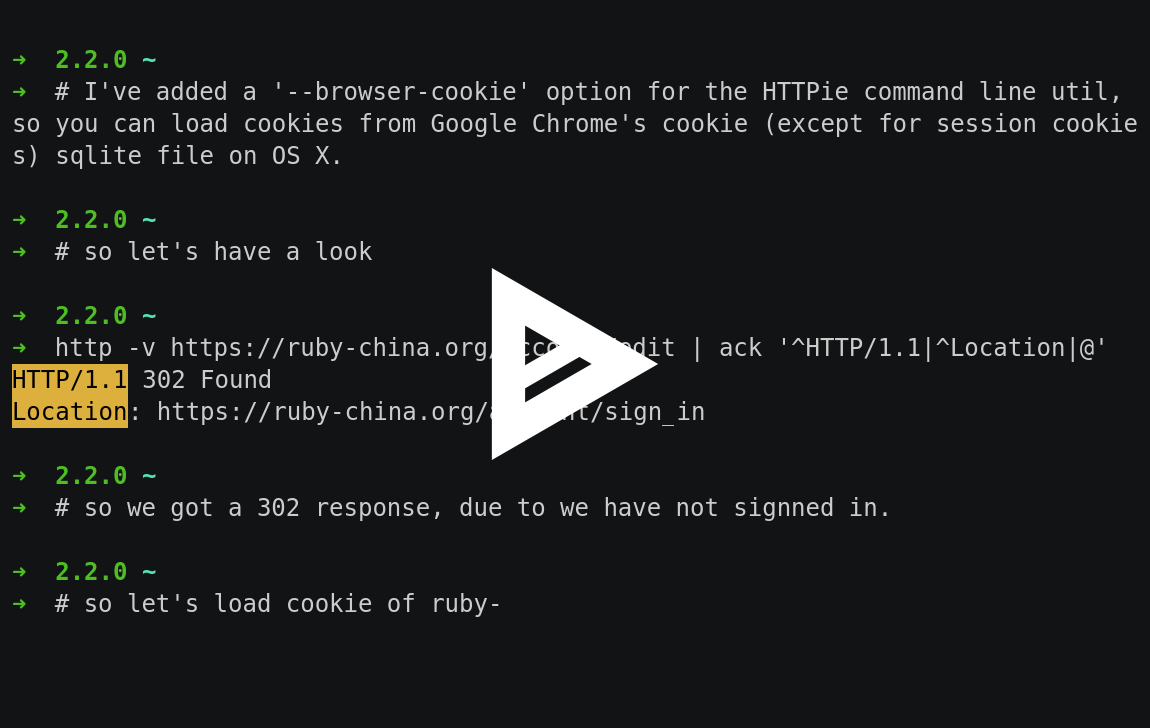 ➜  2.2.0 ~
➜  # I've added a '--browser-cookie' option for the HTTPie command line util,
so you can load cookies from Google Chrome's cookie (except for session cookie
s) sqlite file on OS X.
➜  2.2.0 ~
➜  # so let's have a look
➜  2.2.0 ~
➜  http -v https://ruby-china.org/account/edit | ack '^HTTP/1.1|^Location|@'
HTTP/1.1 302 Found
Location: https://ruby-china.org/account/sign_in
➜  2.2.0 ~
➜  # so we got a 302 response, due to we have not signned in.
➜  2.2.0 ~
➜  # so let's load cookie of ruby-